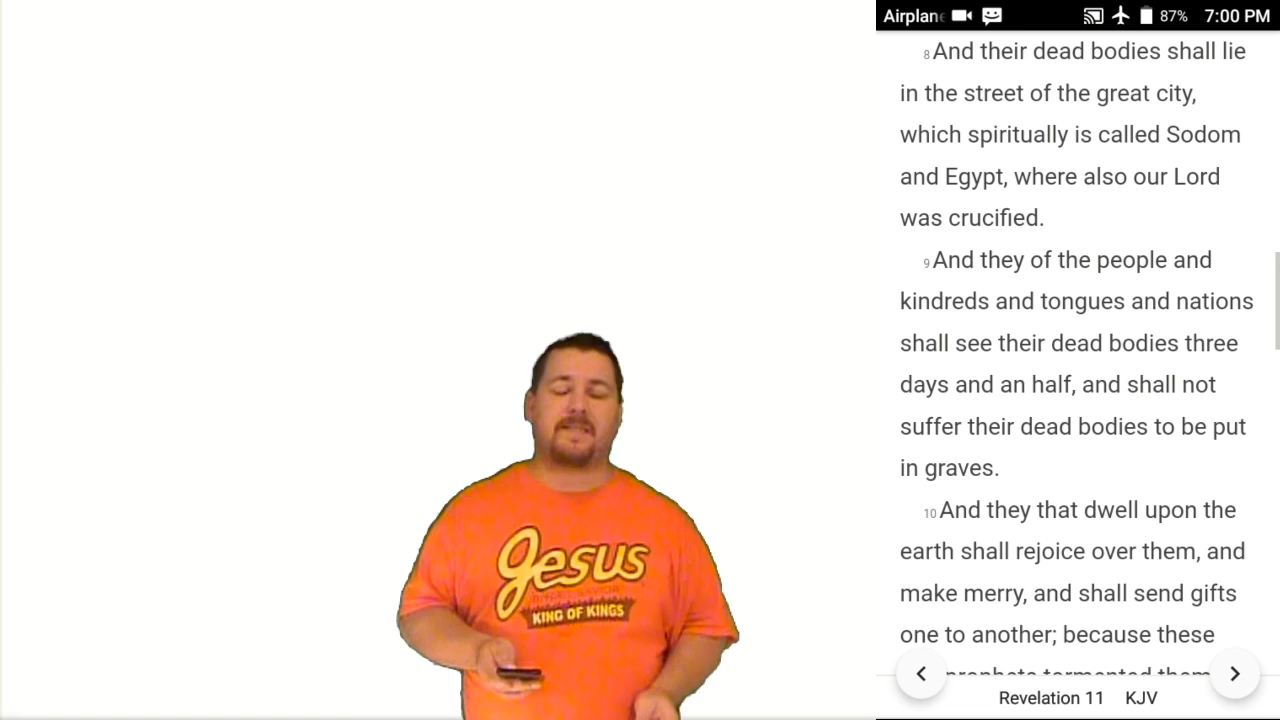 Airplan
87%
7:00 PM
8 And their dead bodies shall lie
in the street of the great city,
which spiritually is called Sodom
and Egypt, where also our Lord
was crucified.
9 And they of the people and
kindreds and tongues and nations
shall see their dead bodies three
days and an half, and shall not
suffer their dead bodies to be put
in graves.
10 And they that dwell upon the
earth shall rejoice over them, and
make merry, and shall send gifts
one to another; because these
prophets tormented them
Revelation 11 KJV
Jesus
KING OF KINGS